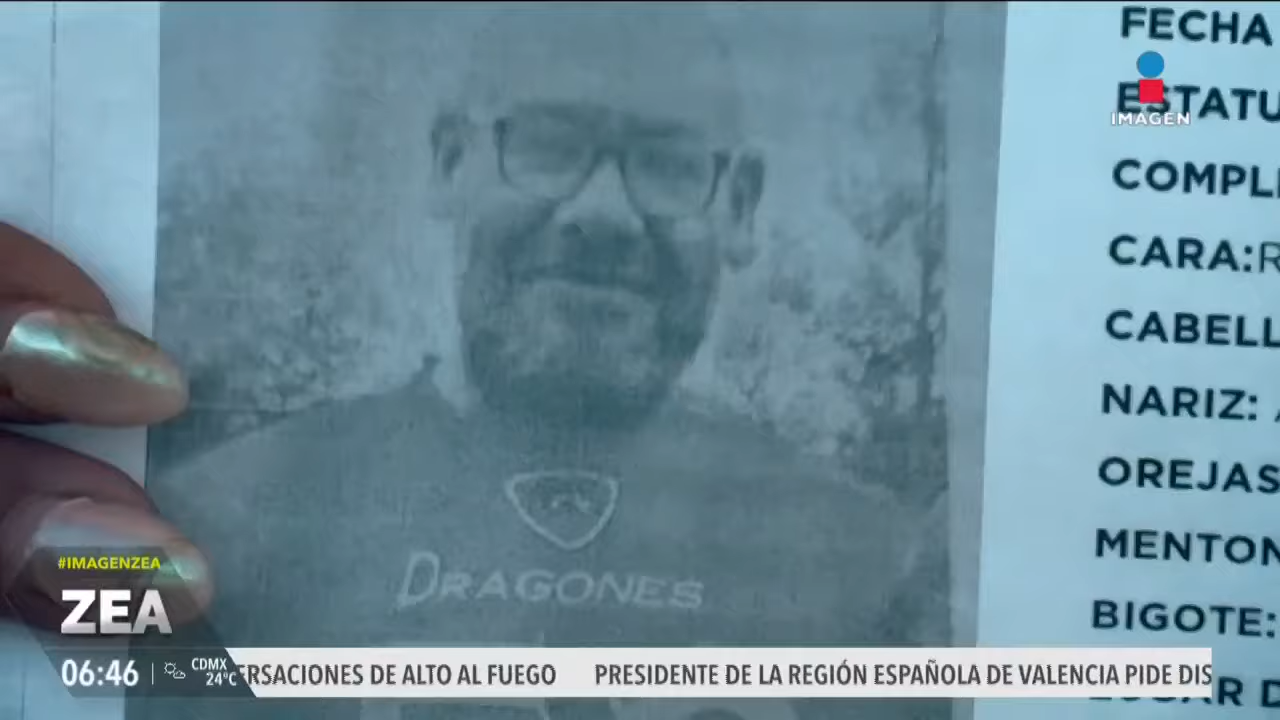 FECHA
ESTATU
IMAGEN
COMPL
CARA:R
CABELL
NARIZ:
OREJAS
MENTON
BIGOTE:
DRAGONES
#IMAGENZEA
ZEA
06:46
CDMX
24°C
ERSACIONES DE ALTO AL FUEGO PRESIDENTE DE LA REGIÓN ESPAÑOLA DE VALENCIA PIDE DIS